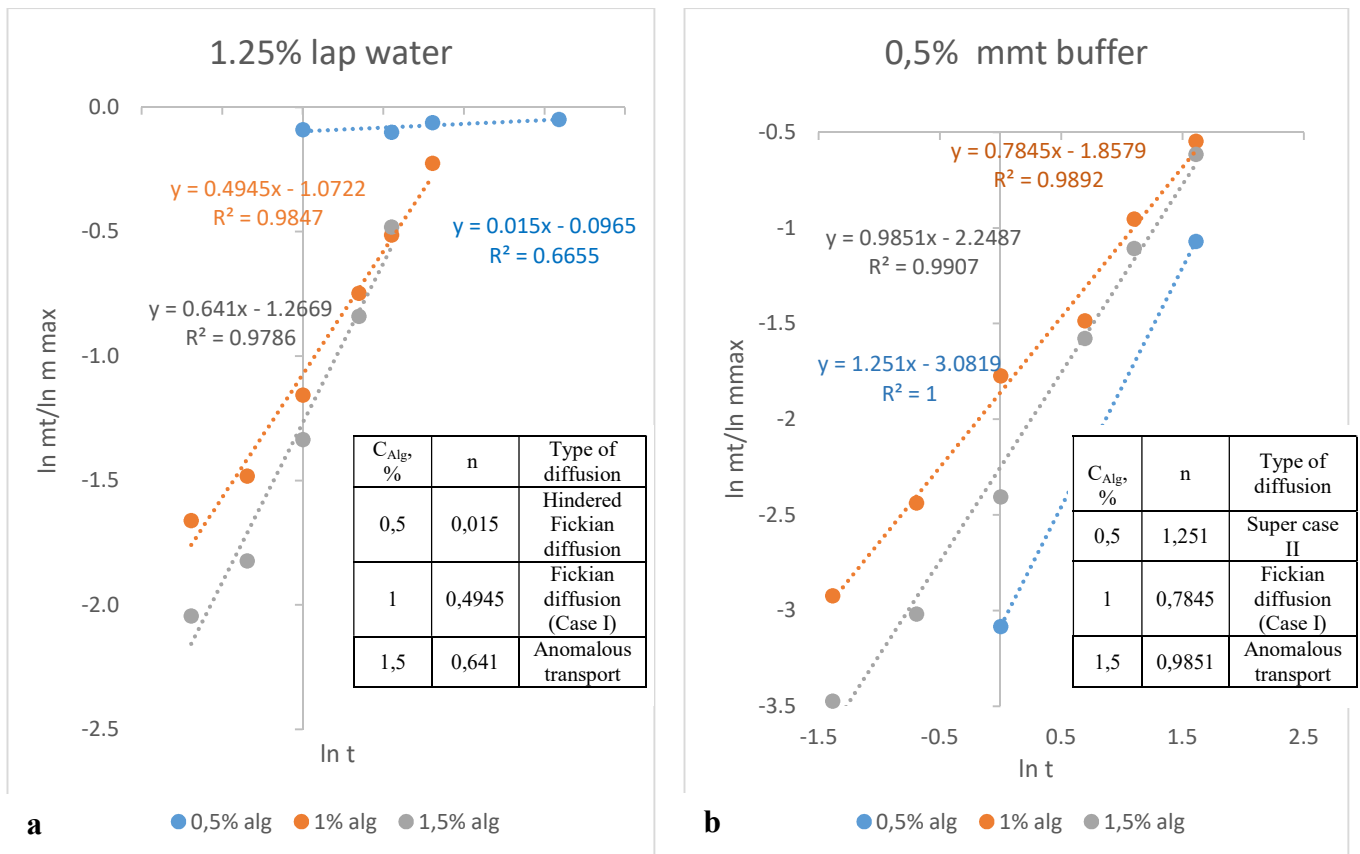 1.25% lap water
0.0
-0.5
-1.0
-1.5
-2.0
-2.5
ln mt/ln m max
ln t
y = 0.4945x - 1.0722
R² = 0.9847
y = 0.015x - 0.0965
R² = 0.6655
y = 0.641x - 1.2669
R² = 0.9786
C_Alg, % n Type of diffusion
0,5 0,015 Hindered Fickian diffusion
1 0,4945 Fickian diffusion (Case I)
1,5 0,641 Anomalous transport
a
0,5% alg 1% alg 1,5% alg
0,5% mmt buffer
-0.5
-1
-1.5
-2
-2.5
-3
-3.5
ln mt/ln mmax
-1.5 -0.5 0.5 1.5 2.5
ln t
y = 0.7845x - 1.8579
R² = 0.9892
y = 0.9851x - 2.2487
R² = 0.9907
y = 1.251x - 3.0819
R² = 1
C_Alg, % n Type of diffusion
0,5 1,251 Super case II
1 0,7845 Fickian diffusion (Case I)
1,5 0,9851 Anomalous transport
b
0,5% alg 1% alg 1,5% alg